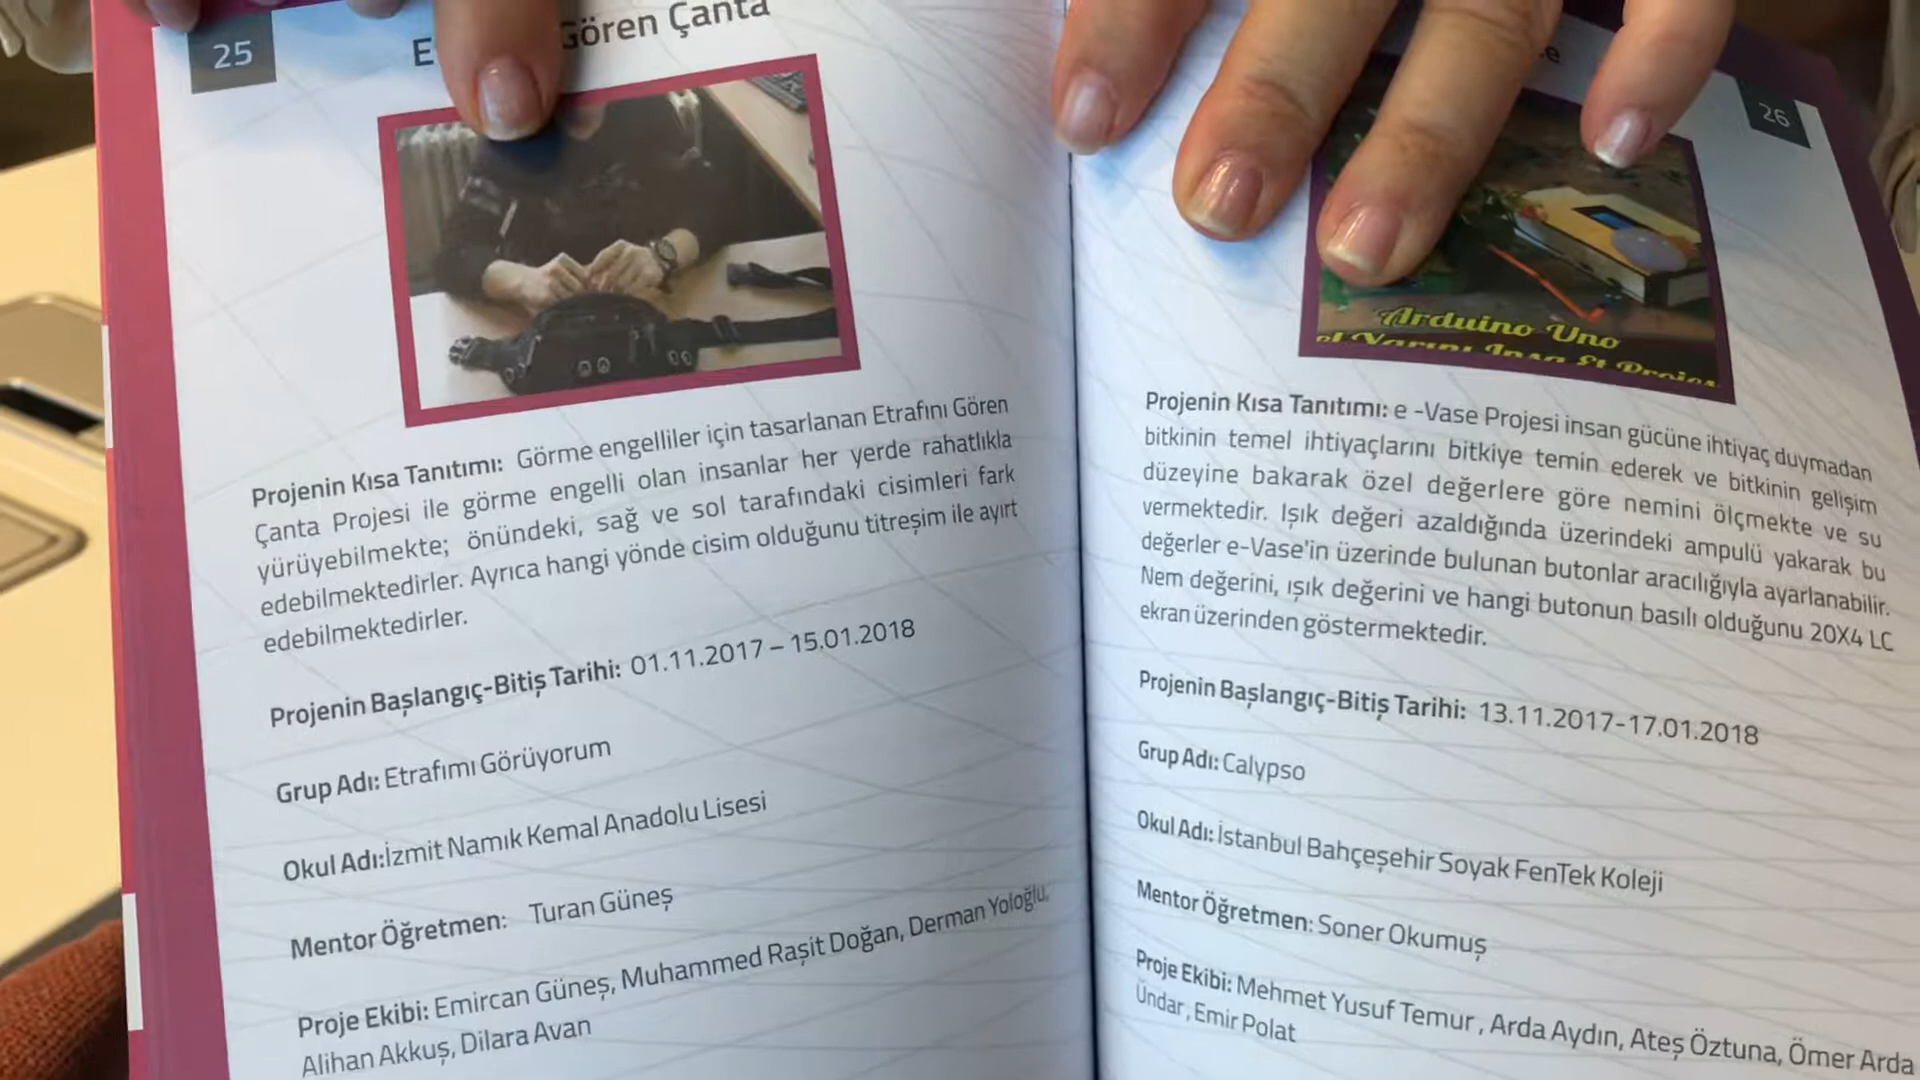 25
Gören Çanta
Projenin Kısa Tanıtımı: Görme engelliler için tasarlanan Etrafını Gören
Çanta Projesi ile görme engelli olan insanlar her yerde rahatlıkla
yürüyebilmekte; önündeki, sağ ve sol tarafındaki cisimleri fark
edebilmektedirler. Ayrıca hangi yönde cisim olduğunu titreşim ile ayırt
edebilmektedirler.
Projenin Başlangıç-Bitiş Tarihi: 01.11.2017 – 15.01.2018
Grup Adı: Etrafımı Görüyorum
Okul Adı:İzmit Namık Kemal Anadolu Lisesi
Mentor Öğretmen: Turan Güneş
Proje Ekibi: Emircan Güneş, Muhammed Raşit Doğan, Derman Yoloğlu,
Alihan Akkuş, Dilara Avan
26
Arduino Uno
Projenin Kısa Tanıtımı: e -Vase Projesi insan gücüne ihtiyaç duymadan
bitkinin temel ihtiyaçlarını bitkiye temin ederek ve bitkinin gelişim
düzeyine bakarak özel değerlere göre nemini ölçmekte ve su
vermektedir. Işık değeri azaldığında üzerindeki ampulü yakarak bu
değerler e-Vase'in üzerinde bulunan butonlar aracılığıyla ayarlanabilir.
Nem değerini, ışık değerini ve hangi butonun basılı olduğunu 20X4 LC
ekran üzerinden göstermektedir.
Projenin Başlangıç-Bitiş Tarihi: 13.11.2017-17.01.2018
Grup Adı: Calypso
Okul Adı: İstanbul Bahçeşehir Soyak FenTek Koleji
Mentor Öğretmen: Soner Okumuş
Proje Ekibi: Mehmet Yusuf Temur , Arda Aydın, Ateş Öztuna, Ömer Arda
Ündar , Emir Polat